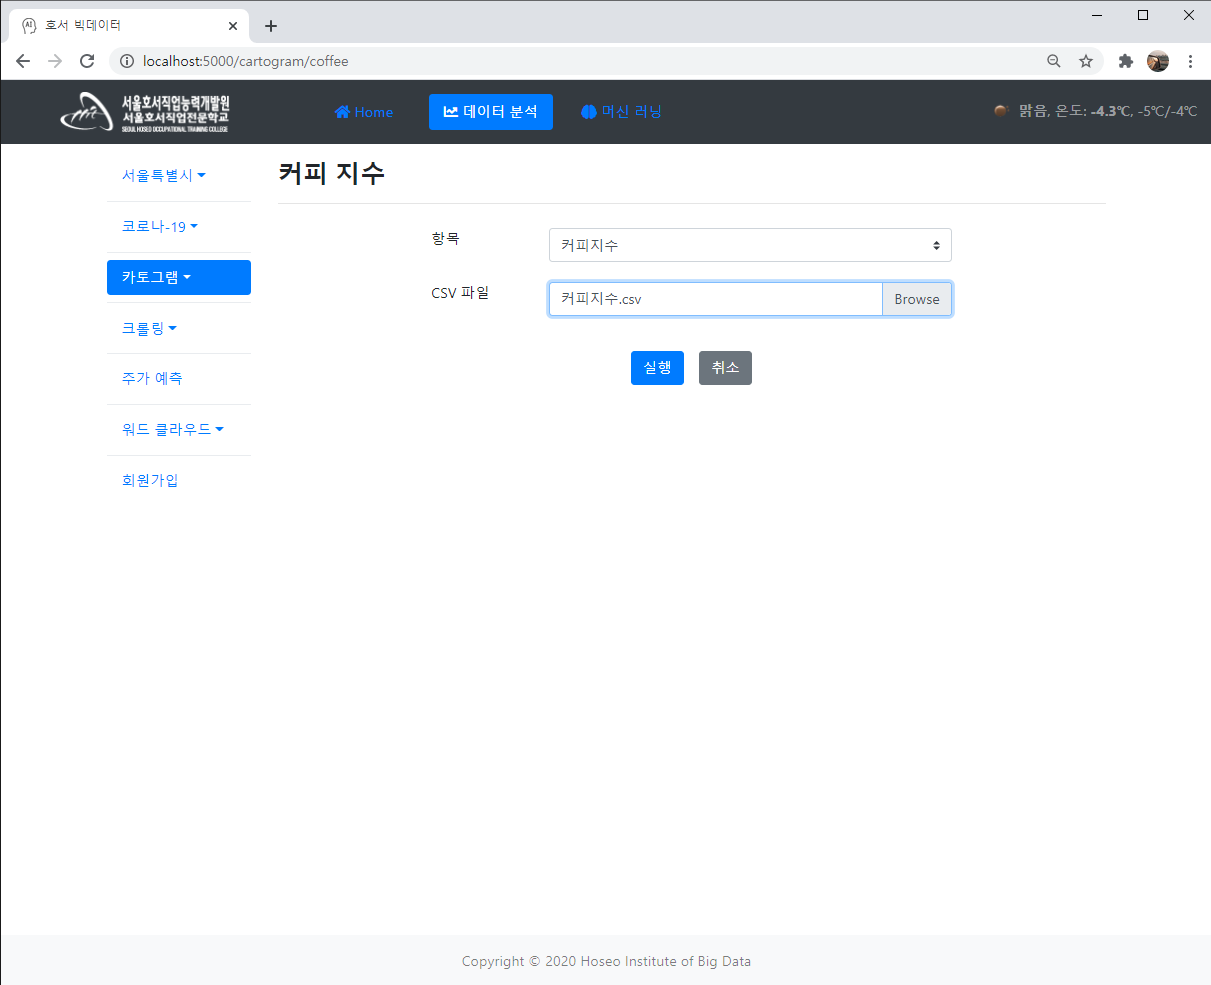 호서 빅데이터
localhost:5000/cartogram/coffee
서울호서직업능력개발원
서울호서직업전문학교
SEOUL HOSEO OCCUPATIONAL TRAINING COLLEGE
Home
데이터 분석
머신 러닝
맑음, 온도: -4.3℃, -5℃/-4℃
서울특별시
코로나-19
카토그램
크롤링
주가 예측
워드 클라우드
회원가입
커피 지수
항목
커피지수
CSV 파일
커피지수.csv
Browse
실행
취소
Copyright © 2020 Hoseo Institute of Big Data